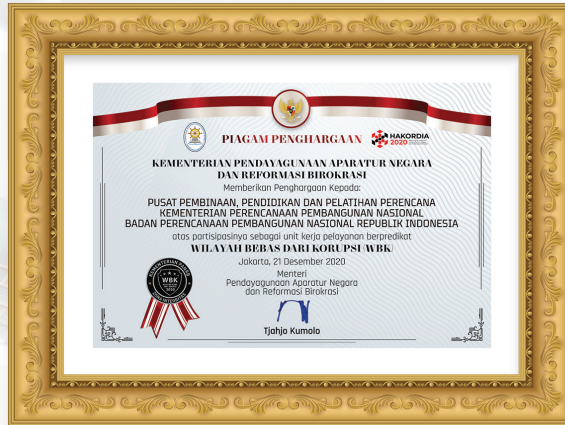 PIAGAM PENGHARGAAN
HAKORDIA
2020
KEMENTERIAN PENDAYAGUNAAN APARATUR NEGARA
DAN REFORMASI BIROKRASI
Memberikan Penghargaan Kepada:
PUSAT PEMBINAAN, PENDIDIKAN DAN PELATIHAN PERENCANA
KEMENTERIAN PERENCANAAN PEMBANGUNAN NASIONAL
BADAN PERENCANAAN PEMBANGUNAN NASIONAL REPUBLIK INDONESIA
atas partisipasinya sebagai unit kerja pelayanan berpredikat
WILAYAH BEBAS DARI KORUPSI (WBK)
Jakarta, 21 Desember 2020
Menteri
Pendayagunaan Aparatur Negara
dan Reformasi Birokrasi
WBK
Tjahjo Kumolo